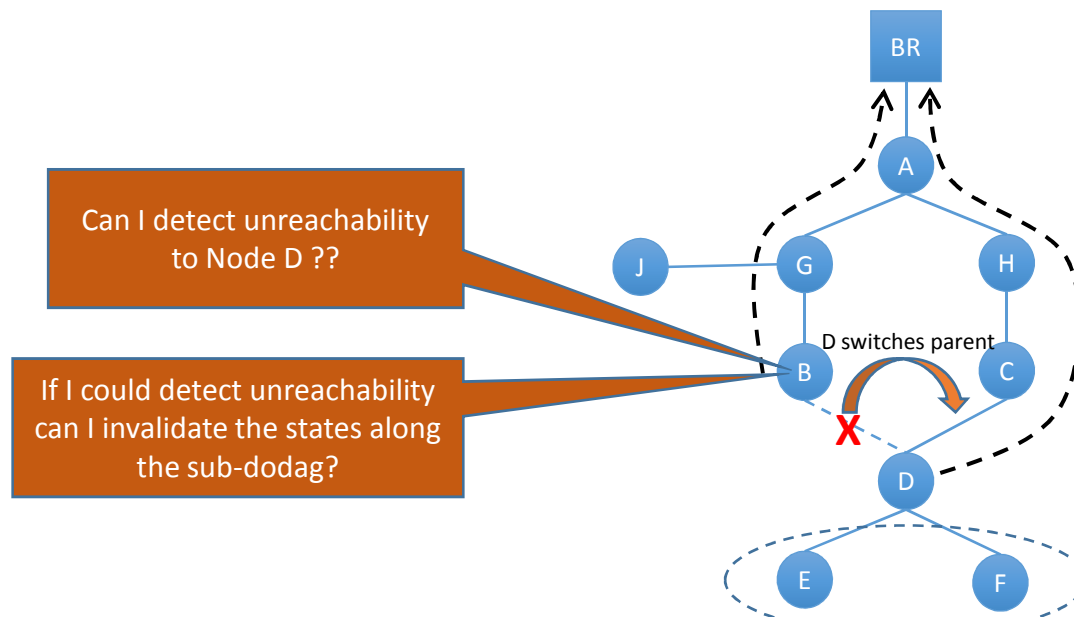 BR
A
Can I detect unreachability
to Node D ??
J
G
H
D switches parent
B
C
If I could detect unreachability
can I invalidate the states along
the sub-dodag?
X
D
E
F